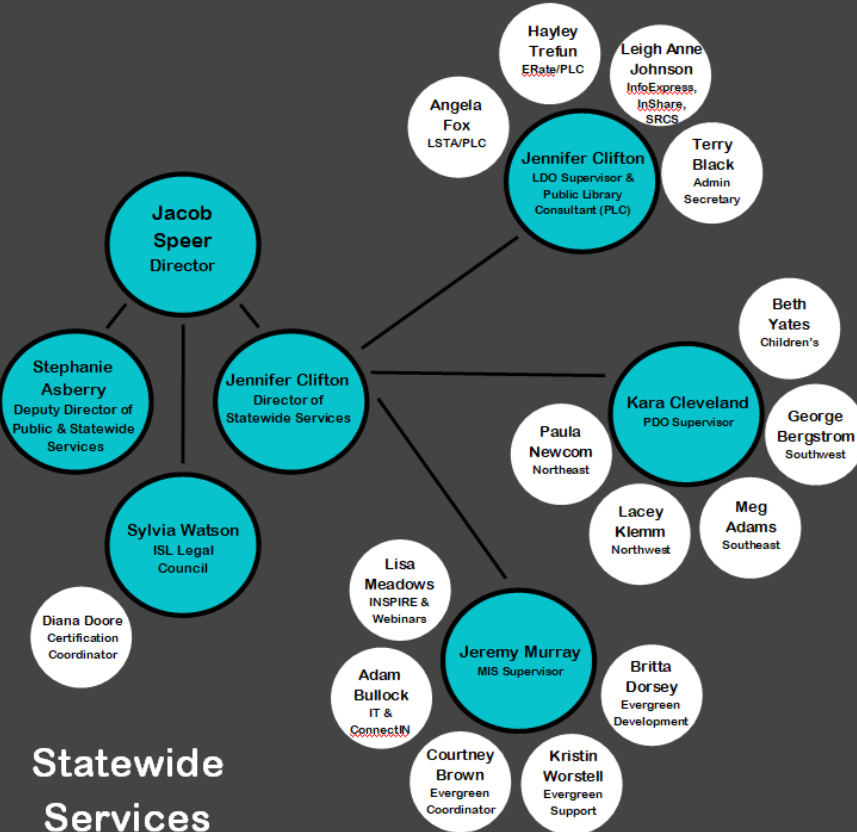 Hayley
Trefun
ERate/PLC
Leigh Anne
Johnson
InfoExpress,
InShare,
SRCS
Angela
Fox
LSTA/PLC
Jennifer Clifton
LDO Supervisor &
Public Library
Consultant (PLC)
Terry
Black
Admin
Secretary
Jacob
Speer
Director
Stephanie
Asberry
Deputy Director of
Public & Statewide
Services
Jennifer Clifton
Director of
Statewide Services
Sylvia Watson
ISL Legal
Council
Diana Doore
Certification
Coordinator
Beth
Yates
Children's
Kara Cleveland
PDO Supervisor
George
Bergstrom
Southwest
Paula
Newcom
Northeast
Lacey
Klemm
Northwest
Meg
Adams
Southeast
Lisa
Meadows
INSPIRE &
Webinars
Jeremy Murray
MIS Supervisor
Adam
Bullock
IT &
ConnectIN
Britta
Dorsey
Evergreen
Development
Courtney
Brown
Evergreen
Coordinator
Kristin
Worstell
Evergreen
Support
Statewide
Services